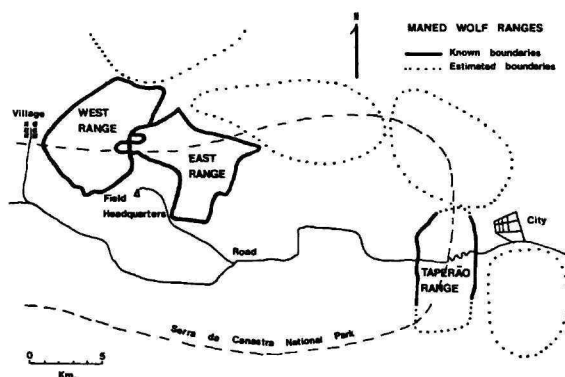 N
MANED WOLF RANGES
Known boundaries
Estimated boundaries
Village
WEST
RANGE
EAST
RANGE
Field
Headquarters
Road
City
TAPERÃO
RANGE
Serra da Canastra National Park
0 5
Km.